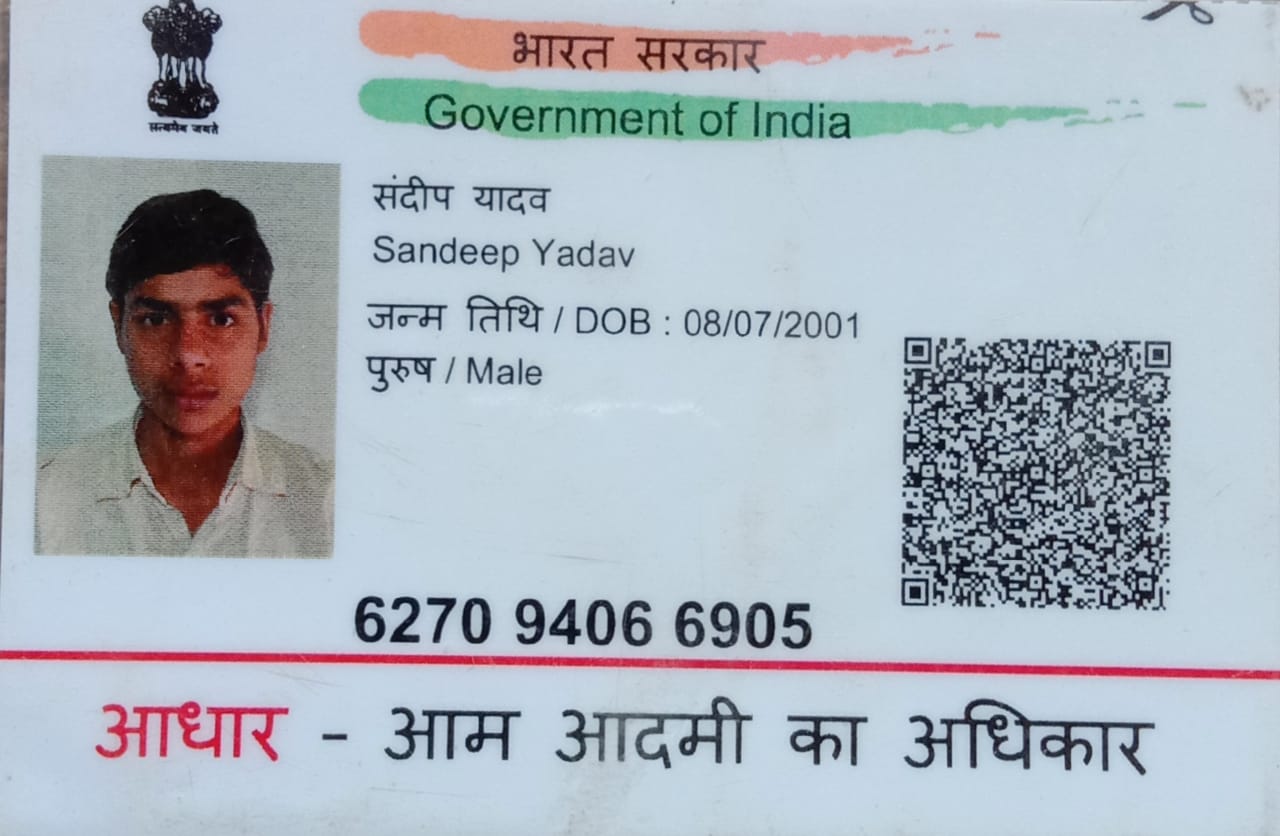 सत्यमेव जयते
भारत सरकार
Government of India
संदीप यादव
Sandeep Yadav
जन्म तिथि / DOB : 08/07/2001
पुरुष / Male
6270 9406 6905
आधार - आम आदमी का अधिकार